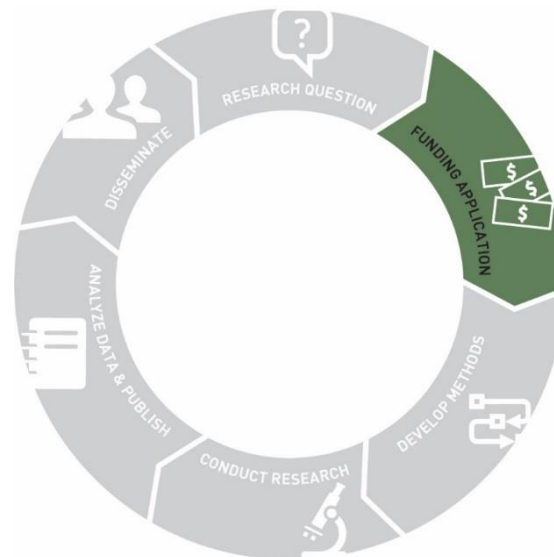 ?
RESEARCH QUESTION
FUNDING APPLICATION
$
$
$
DEVELOP METHODS
CONDUCT RESEARCH
ANALYZE DATA & PUBLISH
DISSEMINATE